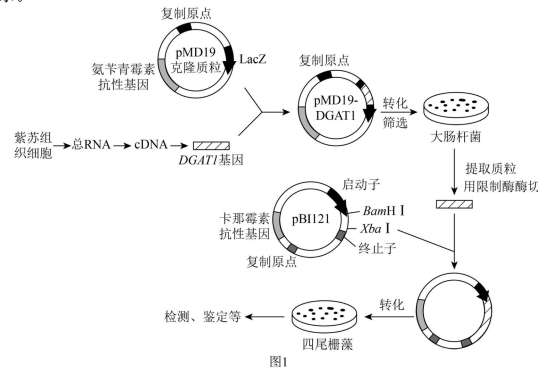 复制原点
pMD19
克隆质粒
LacZ
氨苄青霉素
抗性基因
复制原点
pMD19-
DGAT1
转化
筛选
大肠杆菌
紫苏组
织细胞
总RNA
cDNA
DGAT1基因
提取质粒
用限制酶酶切
启动子
BamHⅠ
XbaⅠ
终止子
卡那霉素
抗性基因
pBI121
复制原点
检测、鉴定等
四尾栅藻
转化
图1